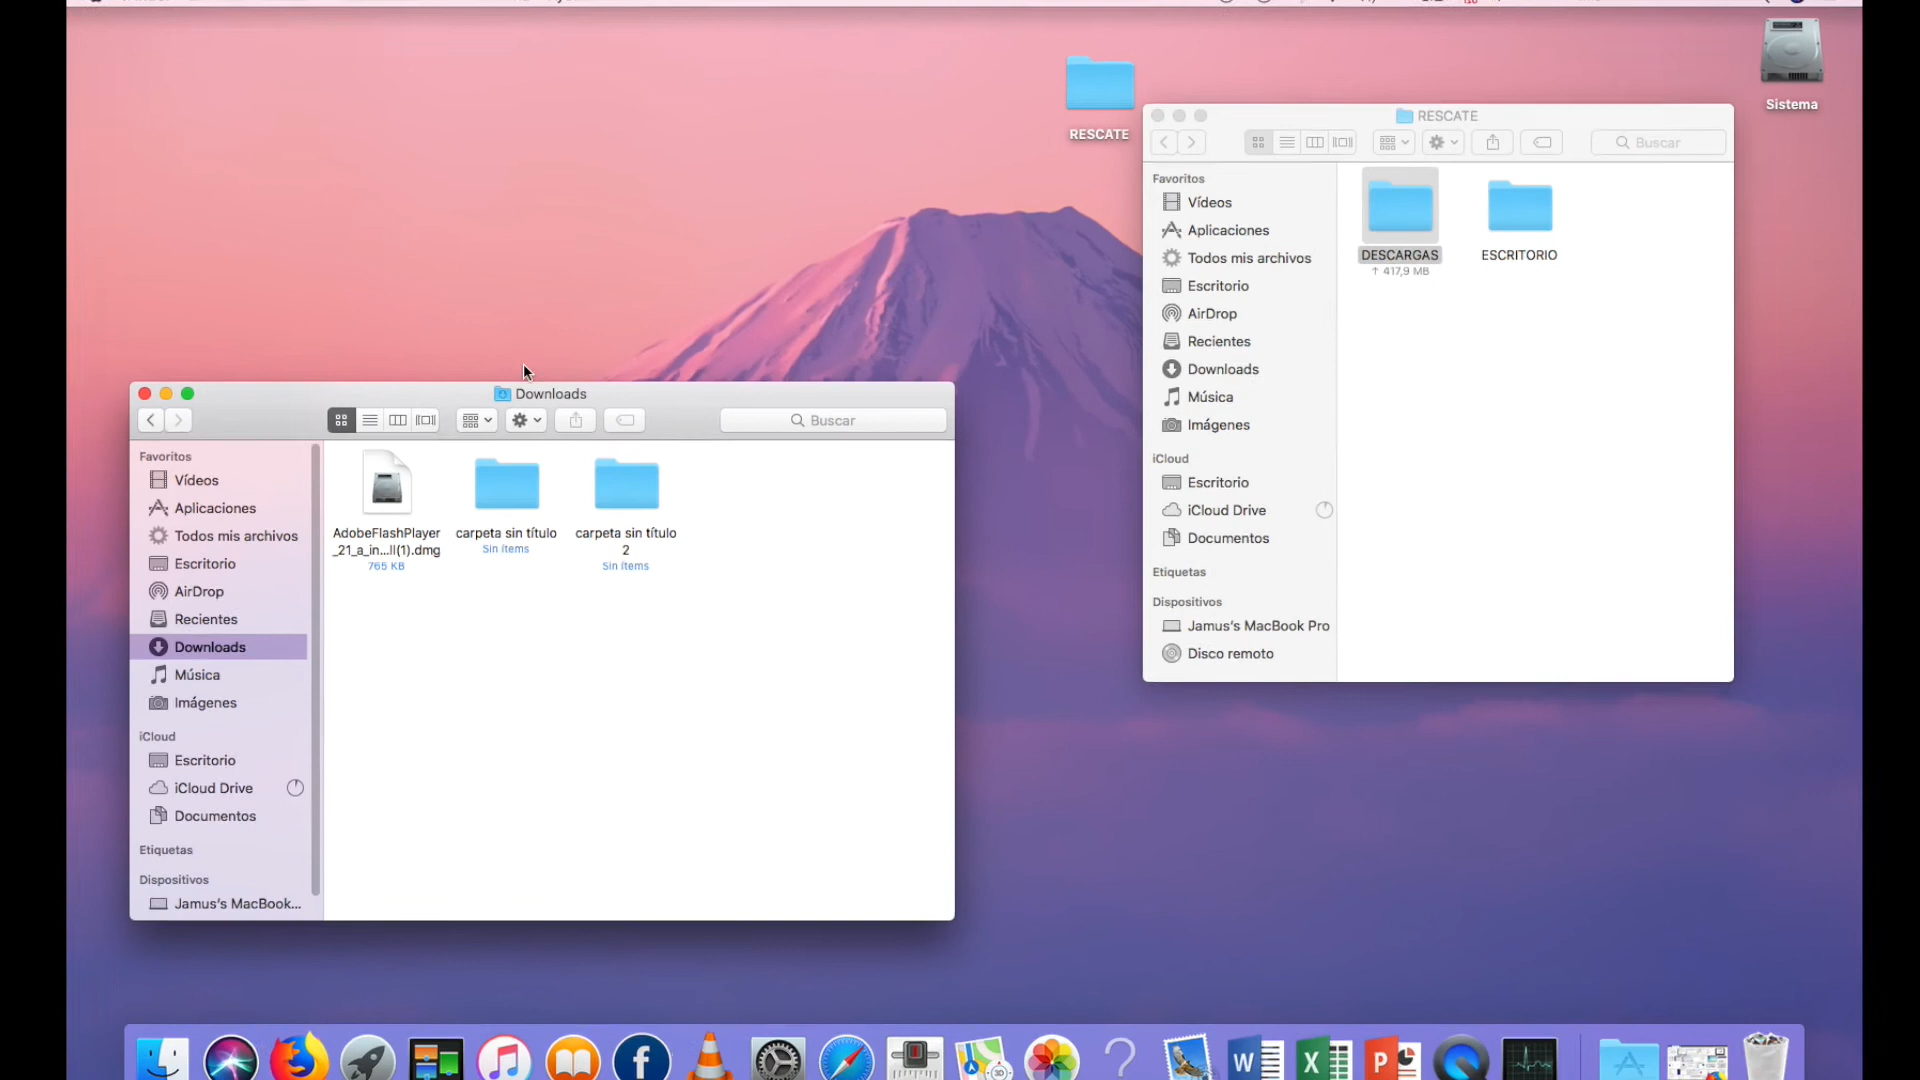 RESCATE
Sistema
RESCATE
Buscar
Favoritos
Vídeos
Aplicaciones
Todos mis archivos
Escritorio
AirDrop
Recientes
Downloads
Música
Imágenes
iCloud
Escritorio
iCloud Drive
Documentos
Etiquetas
Dispositivos
Jamus's MacBook Pro
Disco remoto
DESCARGAS
↑ 417,9 MB
ESCRITORIO
Downloads
Buscar
Favoritos
Vídeos
Aplicaciones
Todos mis archivos
Escritorio
AirDrop
Recientes
Downloads
Música
Imágenes
iCloud
Escritorio
iCloud Drive
Documentos
Etiquetas
Dispositivos
Jamus's MacBook...
AdobeFlashPlayer
_21_a_in...ll(1).dmg
765 KB
carpeta sin título
Sin ítems
carpeta sin título
2
Sin ítems
3D
W
X
P